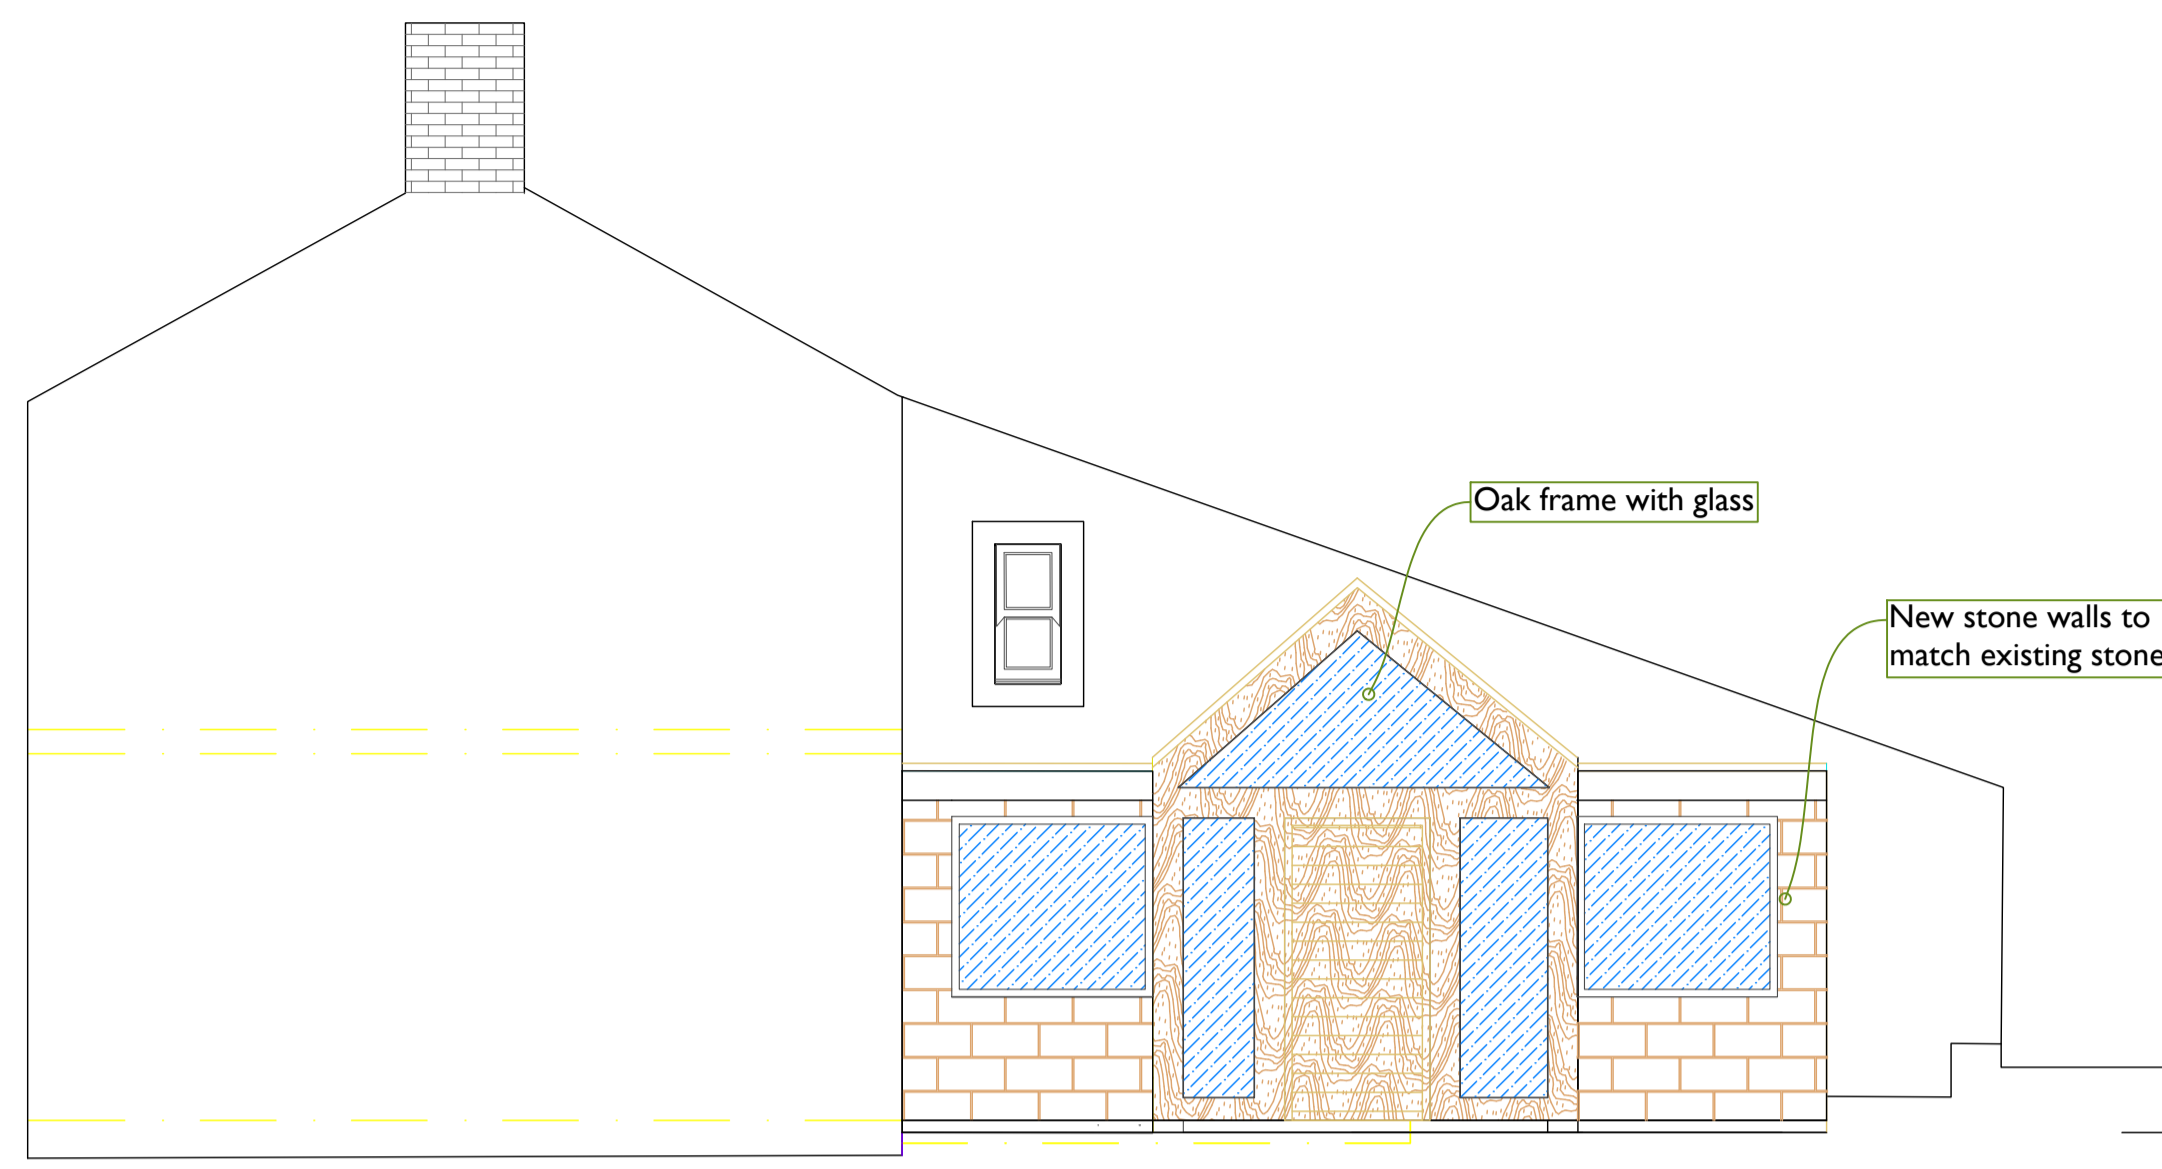 Oak frame with glass
New stone walls to
match existing stone